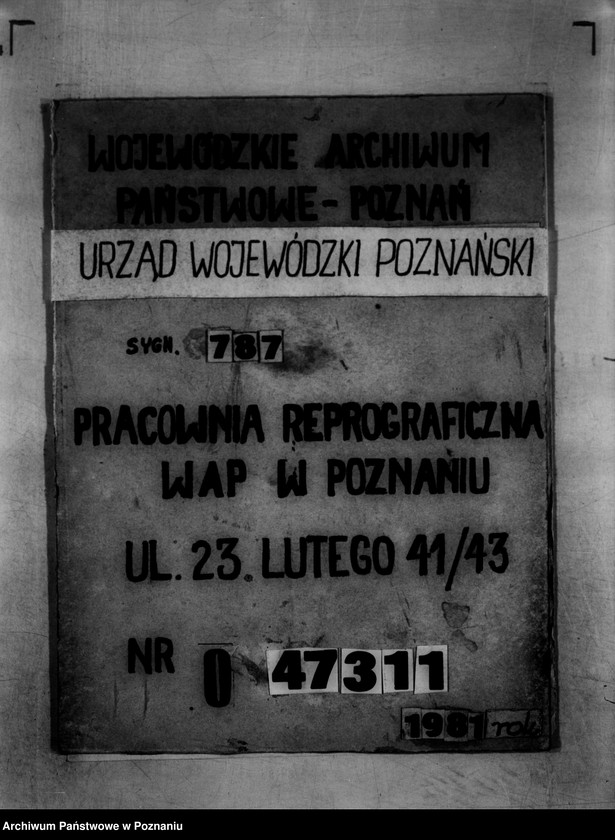 WOJEWÓDZKIE ARCHIWUM
PAŃSTWOWE - POZNAŃ
URZĄD WOJEWÓDZKI POZNAŃSKI
SYGN. 787
PRACOWNIA REPROGRAFICZNA
WAP W POZNANIU
UL. 23. LUTEGO 41/43
NR 0 47311
1981 roku
Archiwum Państwowe w Poznaniu